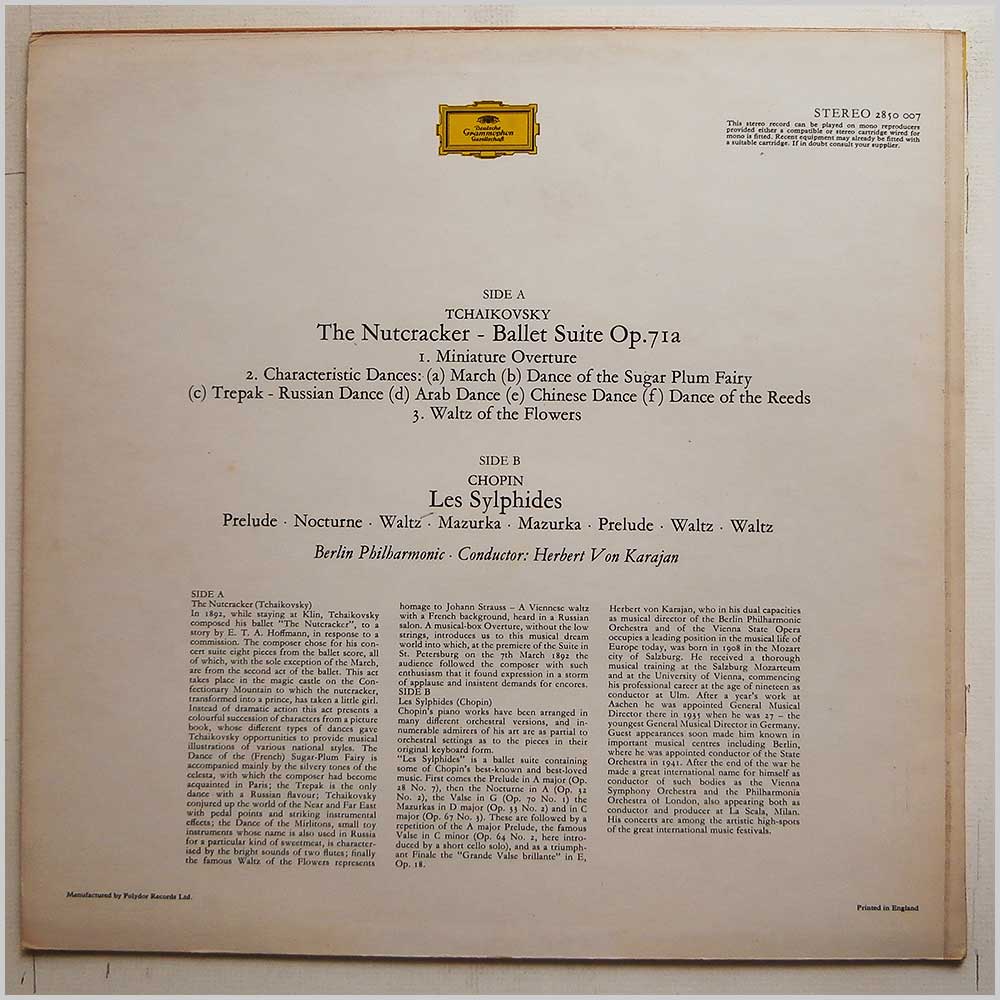 Deutsche
Grammophon
Gesellschaft
STEREO 2850 007
This stereo record can be played on mono reproducers
provided either a compatible or stereo cartridge wired for
mono is fitted. Recent equipment may already be fitted with
a suitable cartridge. If in doubt consult your supplier.
SIDE A
TCHAIKOVSKY
The Nutcracker - Ballet Suite Op.71a
1. Miniature Overture
2. Characteristic Dances: (a) March (b) Dance of the Sugar Plum Fairy
(c) Trepak - Russian Dance (d) Arab Dance (e) Chinese Dance (f) Dance of the Reeds
3. Waltz of the Flowers
SIDE B
CHOPIN
Les Sylphides
Prelude · Nocturne · Waltz · Mazurka · Mazurka · Prelude · Waltz · Waltz
Berlin Philharmonic · Conductor: Herbert Von Karajan
SIDE A
The Nutcracker (Tchaikovsky)
In 1892, while staying at Klin, Tchaikovsky
composed his ballet "The Nutcracker", to a
story by E. T. A. Hoffmann, in response to a
commission. The composer chose for his con-
cert suite eight pieces from the ballet score, all
of which, with the sole exception of the March,
are from the second act of the ballet. This act
takes place in the magic castle on the Con-
fectionary Mountain to which the nutcracker,
transformed into a prince, has taken a little girl.
Instead of dramatic action this act presents a
colourful succession of characters from a picture
book, whose different types of dances gave
Tchaikovsky opportunities to provide musical
illustrations of various national styles. The
Dance of the (French) Sugar-Plum Fairy is
accompanied mainly by the silvery tones of the
celesta, with which the composer had become
acquainted in Paris; the Trepak is the only
dance with a Russian flavour; Tchaikovsky
conjured up the world of the Near and Far East
with pedal points and striking instrumental
effects; the Dance of the Mirlitons, small toy
instruments whose name is also used in Russia
for a particular kind of sweetmeat, is character-
ised by the bright sounds of two flutes; finally
the famous Waltz of the Flowers represents
homage to Johann Strauss – A Viennese waltz
with a French background, heard in a Russian
salon. A musical-box Overture, without the low
strings, introduces us to this musical dream
world into which, at the premiere of the Suite in
St. Petersburg on the 7th March 1892 the
audience followed the composer with such
enthusiasm that it found expression in a storm
of applause and insistent demands for encores.
SIDE B
Les Sylphides (Chopin)
Chopin's piano works have been arranged in
many different orchestral versions, and in-
numerable admirers of his art are as partial to
orchestral settings as to the pieces in their
original keyboard form.
"Les Sylphides" is a ballet suite containing
some of Chopin's best-known and best-loved
music. First comes the Prelude in A major (Op.
28 No. 7), then the Nocturne in A (Op. 32
No. 2), the Valse in G (Op. 70 No. 1) the
Mazurkas in D major (Op. 33 No. 2) and in C
major (Op. 67 No. 3). These are followed by a
repetition of the A major Prelude, the famous
Valse in C minor (Op. 64 No. 2, here intro-
duced by a short cello solo), and as a triumph-
ant Finale the "Grande Valse brillante" in E,
Op. 18.
Herbert von Karajan, who in his dual capacities
as musical director of the Berlin Philharmonic
Orchestra and of the Vienna State Opera
occupies a leading position in the musical life of
Europe today, was born in 1908 in the Mozart
city of Salzburg. He received a thorough
musical training at the Salzburg Mozarteum
and at the University of Vienna, commencing
his professional career at the age of nineteen as
conductor at Ulm. After a year's work at
Aachen he was appointed General Musical
Director there in 1935 when he was 27 – the
youngest General Musical Director in Germany.
Guest appearances soon made him known in
important musical centres including Berlin,
where he was appointed conductor of the State
Orchestra in 1941. After the end of the war he
made a great international name for himself as
conductor of such bodies as the Vienna
Symphony Orchestra and the Philharmonia
Orchestra of London, also appearing both as
conductor and producer at La Scala, Milan.
His concerts are among the artistic high-spots
of the great international music festivals.
Manufactured by Polydor Records Ltd.
Printed in England